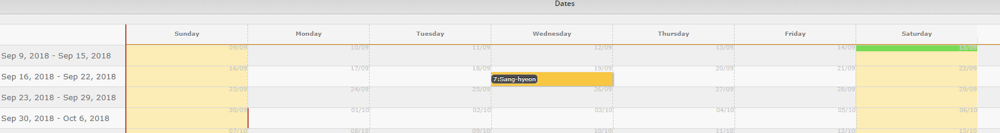 Dates
Sunday Monday Tuesday Wednesday Thursday Friday Saturday
09/09 10/09 11/09 12/09 13/09 14/09 15/09
Sep 9, 2018 - Sep 15, 2018
16/09 17/09 18/09 19/09 20/09 21/09 22/09
Sep 16, 2018 - Sep 22, 2018
7:Sang-hyeon
23/09 24/09 25/09 26/09 27/09 28/09 29/09
Sep 23, 2018 - Sep 29, 2018
30/09 01/10 02/10 03/10 04/10 05/10 06/10
Sep 30, 2018 - Oct 6, 2018
07/10 08/10 09/10 10/10 11/10 12/10 13/10